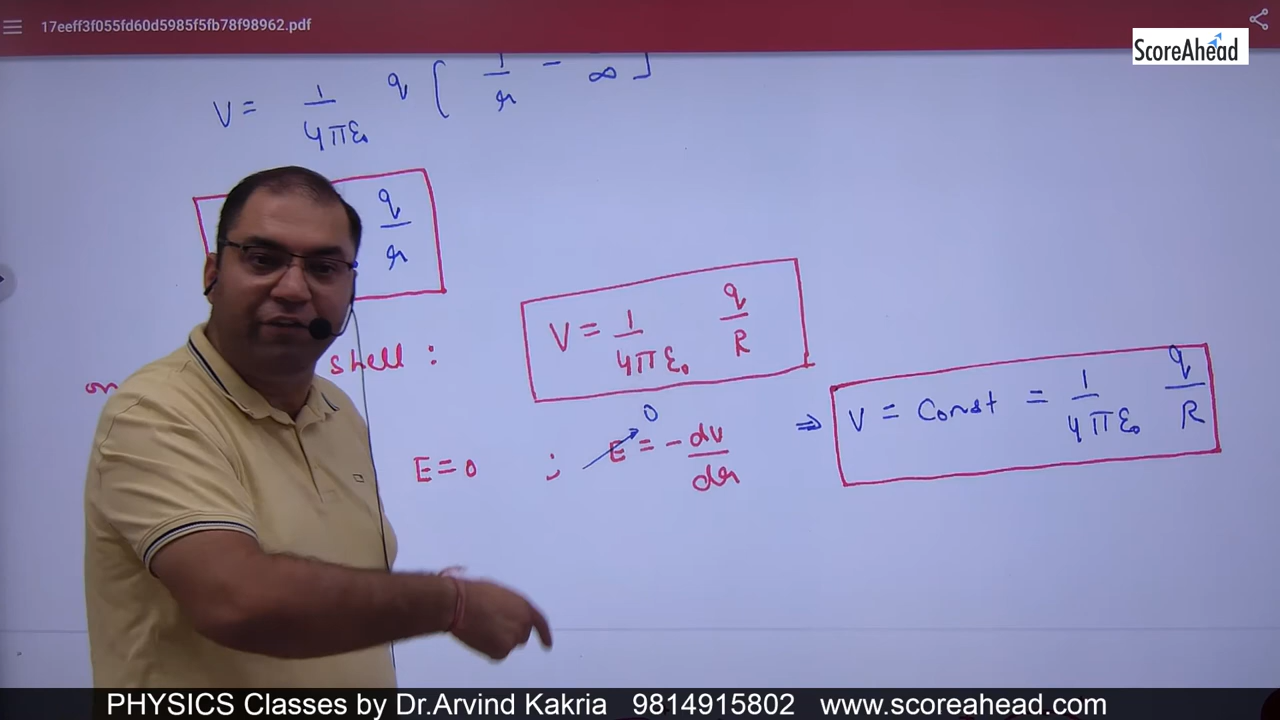 17eeff3f055fd60d5985f5fb78f98962.pdf
ScoreAhead
V = 1/4πε₀ q [ 1/r - ∞ ]
q/r
on shell :
V = 1/4πε₀ q/R
E = 0 ; E = - dv/dr 0
⇒ V = Const = 1/4πε₀ q/R
PHYSICS Classes by Dr.Arvind Kakria 9814915802 www.scoreahead.com